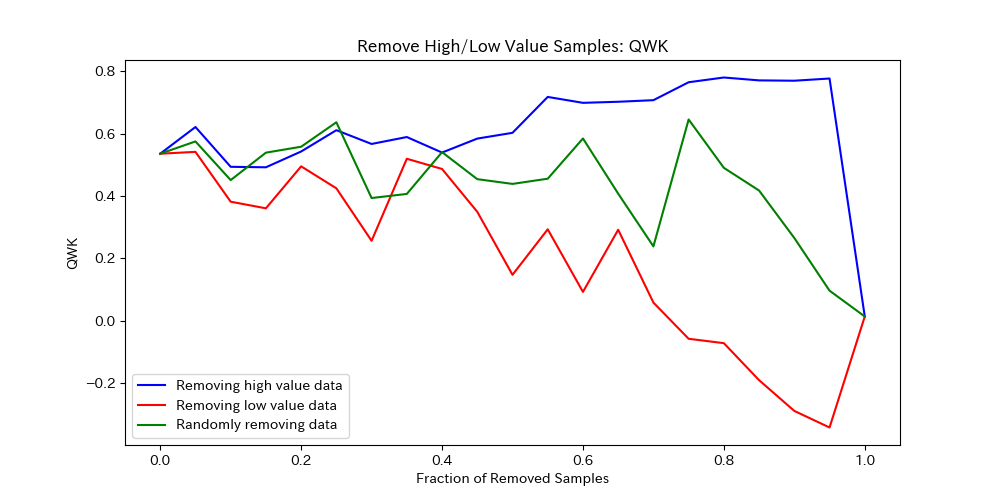 Remove High/Low Value Samples: QWK
QWK
0.8
0.6
0.4
0.2
0.0
−0.2
Removing high value data
Removing low value data
Randomly removing data
0.0 0.2 0.4 0.6 0.8 1.0
Fraction of Removed Samples